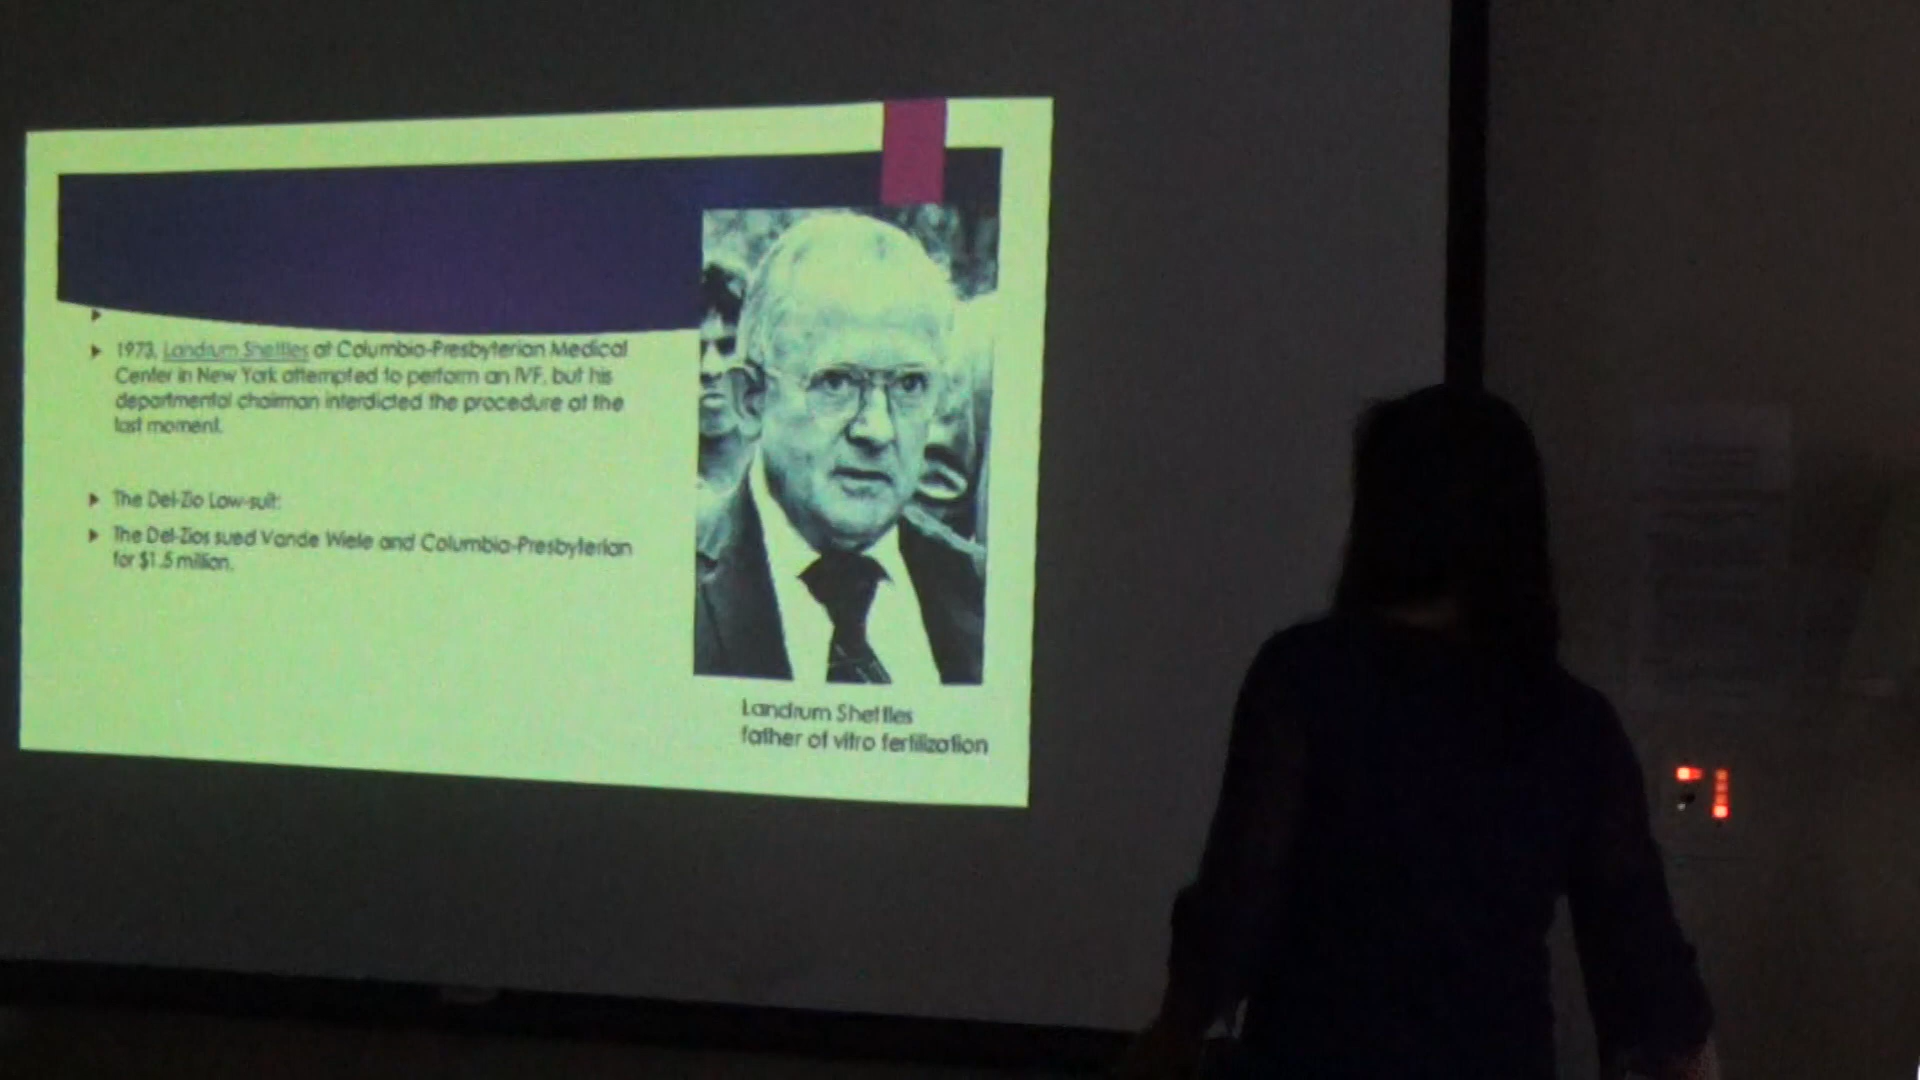 1973, Landrum Shettles at Columbia-Presbyterian Medical
Center in New York attempted to perform an IVF, but his
departmental chairman interdicted the procedure at the
last moment.
The Del-Zio Law-suit:
The Del-Zios sued Vande Wiele and Columbia-Presbyterian
for $1.5 million.
Landrum Shettles
father of vitro fertilization